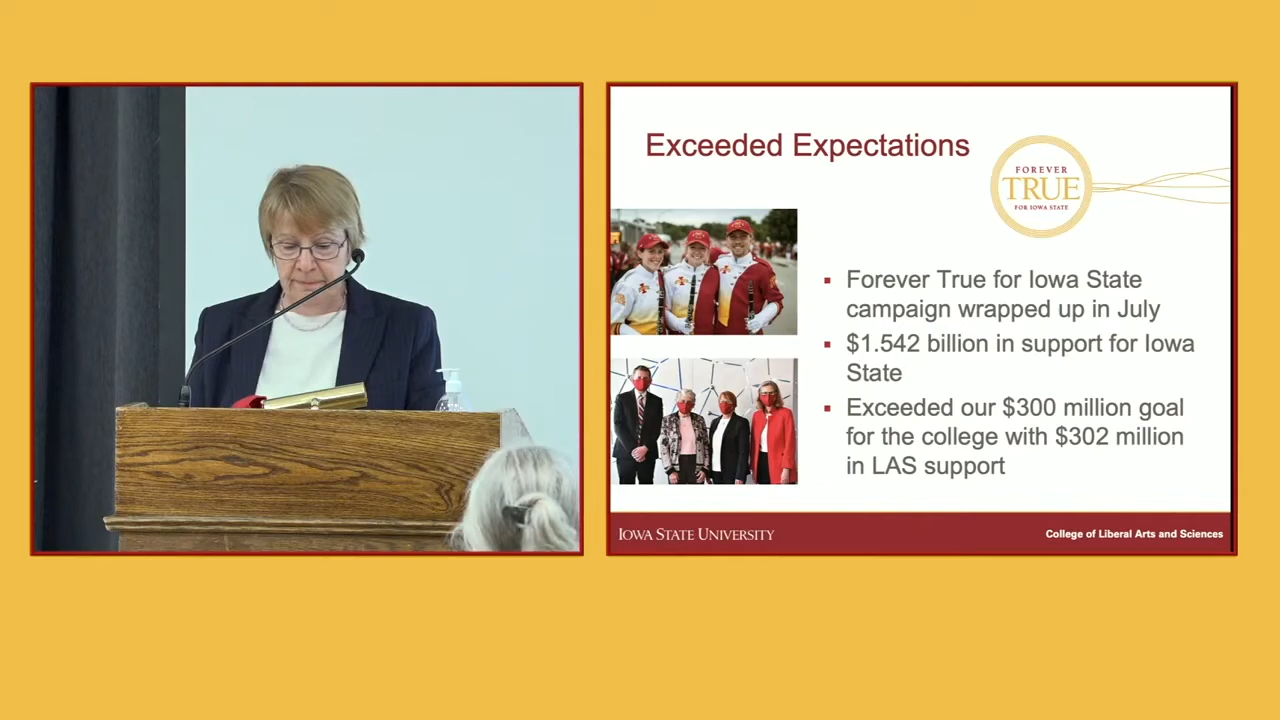 Exceeded Expectations
FOREVER
TRUE
FOR IOWA STATE
Forever True for Iowa State
campaign wrapped up in July
$1.542 billion in support for Iowa
State
Exceeded our $300 million goal
for the college with $302 million
in LAS support
IOWA STATE UNIVERSITY
College of Liberal Arts and Sciences